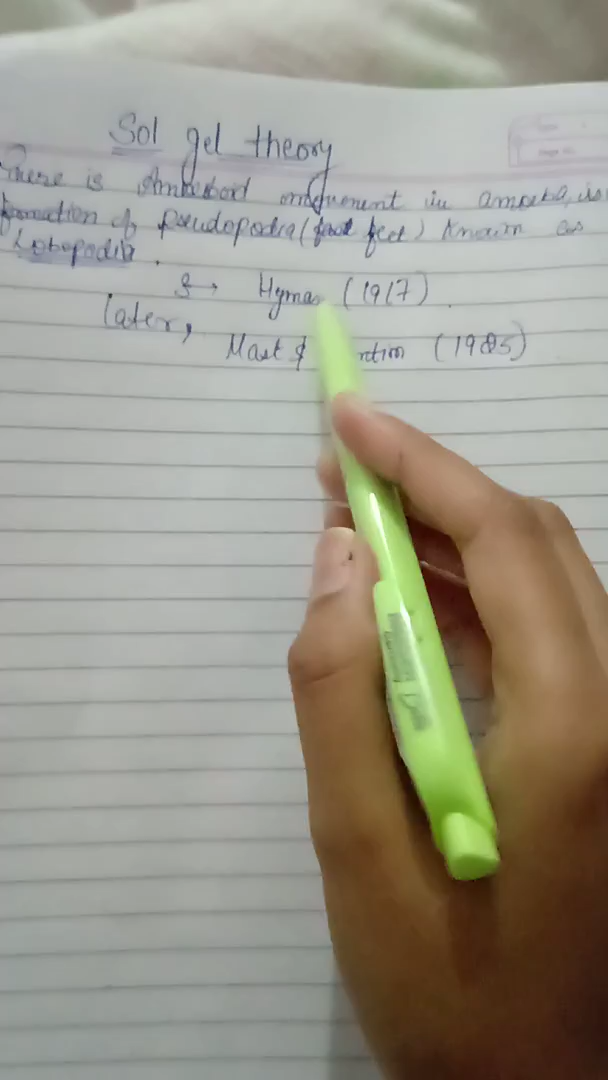 Sol gel theory
There is Amoeboid movement in amoeba, is
formation of pseudopodia (feet) known as
Lobopodia.
Hyman (1917).
later,
Mast &